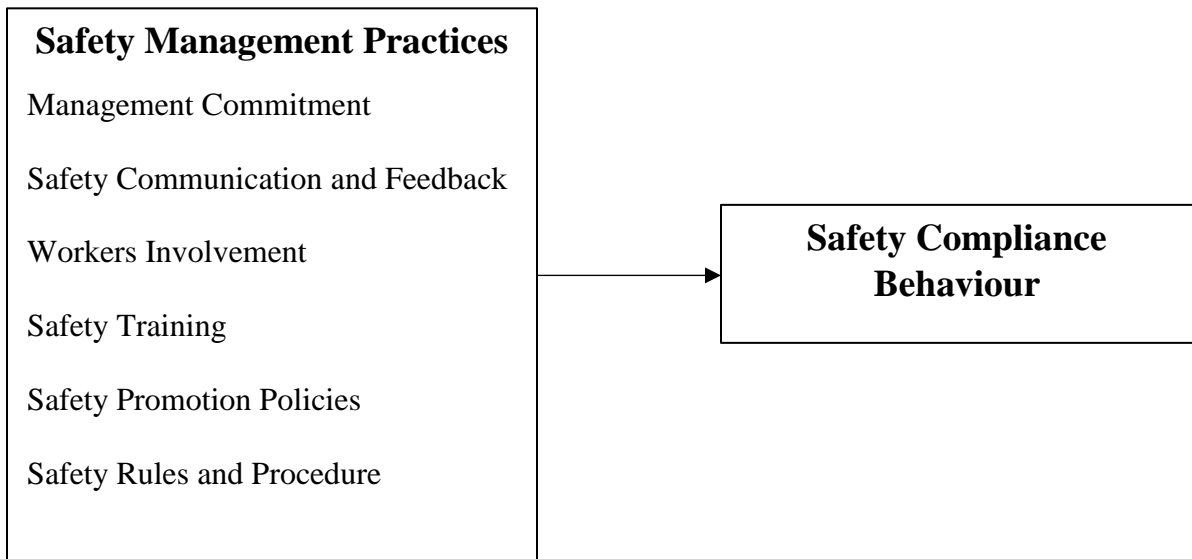 Safety Management Practices
Management Commitment
Safety Communication and Feedback
Workers Involvement
Safety Training
Safety Promotion Policies
Safety Rules and Procedure
Safety Compliance
Behaviour